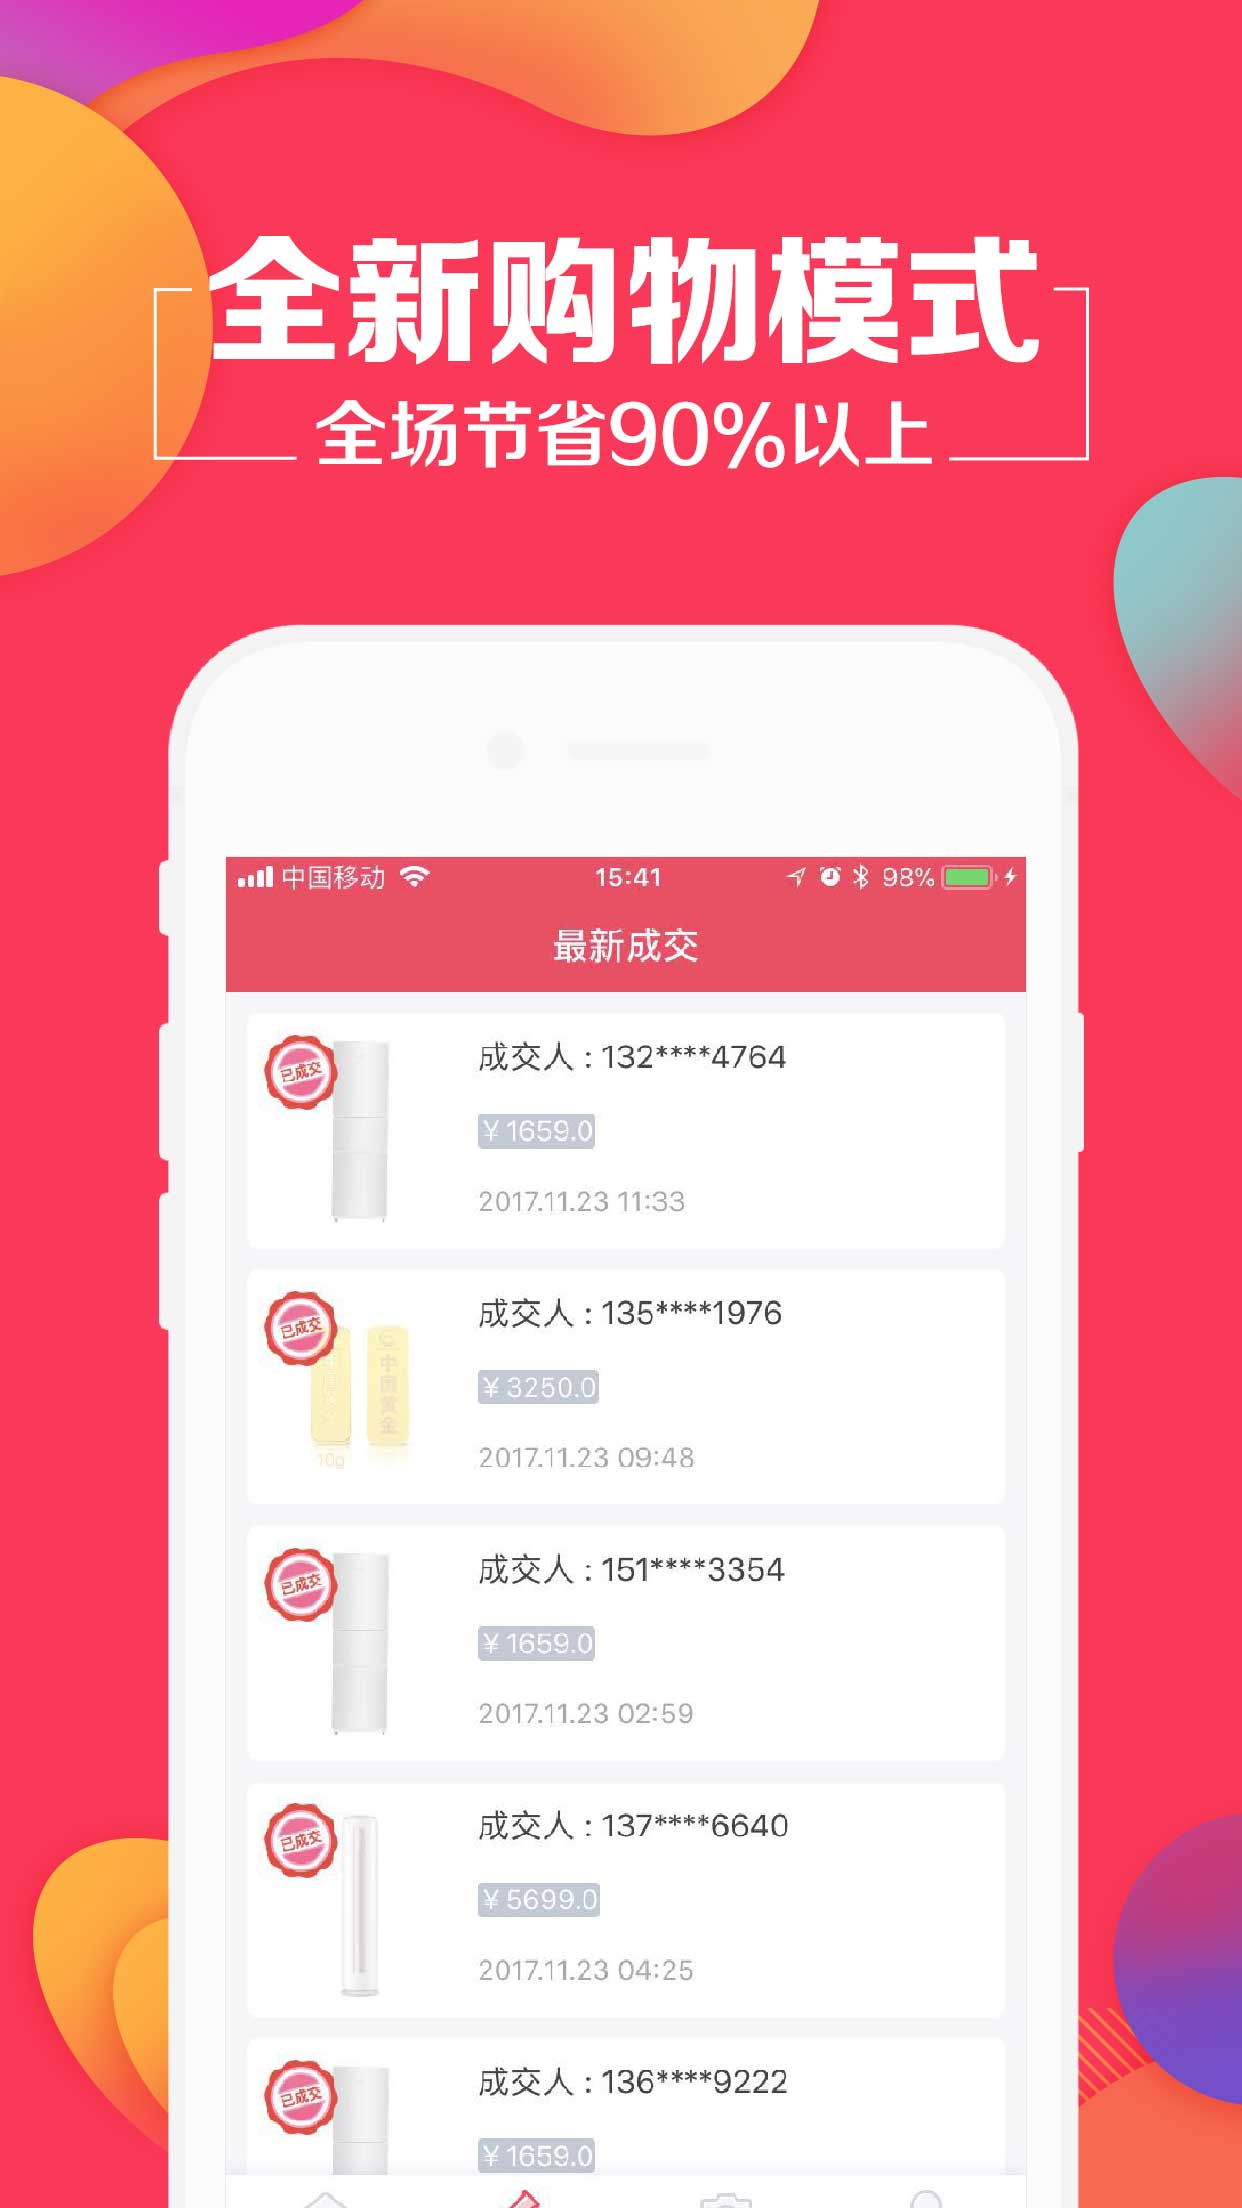 全新购物模式
全场节省90%以上
中国移动 15:41 98%
最新成交
已成交
成交人 : 132****4764
¥ 1659.0
2017.11.23 11:33
已成交
中国黄金
10g
成交人 : 135****1976
¥ 3250.0
2017.11.23 09:48
已成交
成交人 : 151****3354
¥ 1659.0
2017.11.23 02:59
已成交
成交人 : 137****6640
¥ 5699.0
2017.11.23 04:25
已成交
成交人 : 136****9222
¥ 1659.0